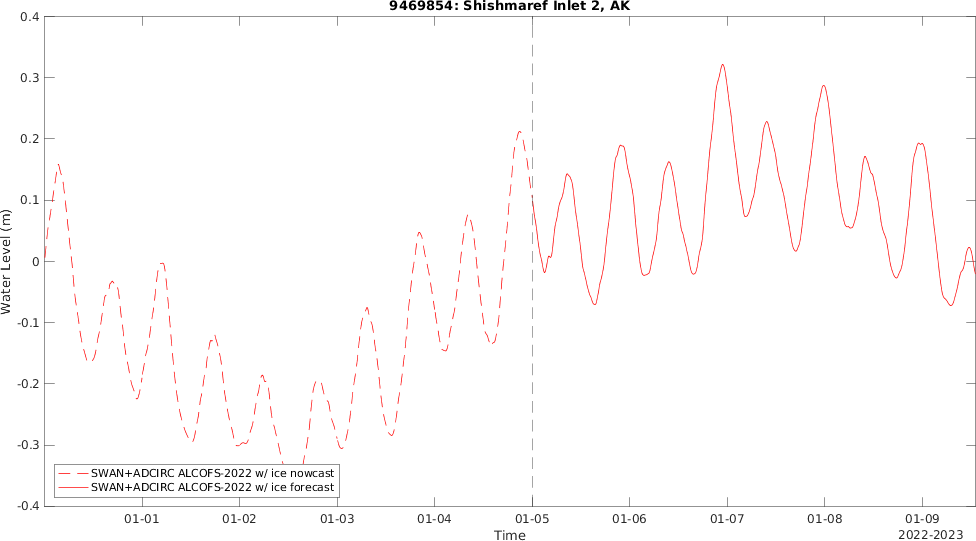 9469854: Shishmaref Inlet 2, AK
Water Level (m)
0.4
0.3
0.2
0.1
0
-0.1
-0.2
-0.3
-0.4
SWAN+ADCIRC ALCOFS-2022 w/ ice nowcast
SWAN+ADCIRC ALCOFS-2022 w/ ice forecast
01-01 01-02 01-03 01-04 01-05 01-06 01-07 01-08 01-09
Time
2022-2023